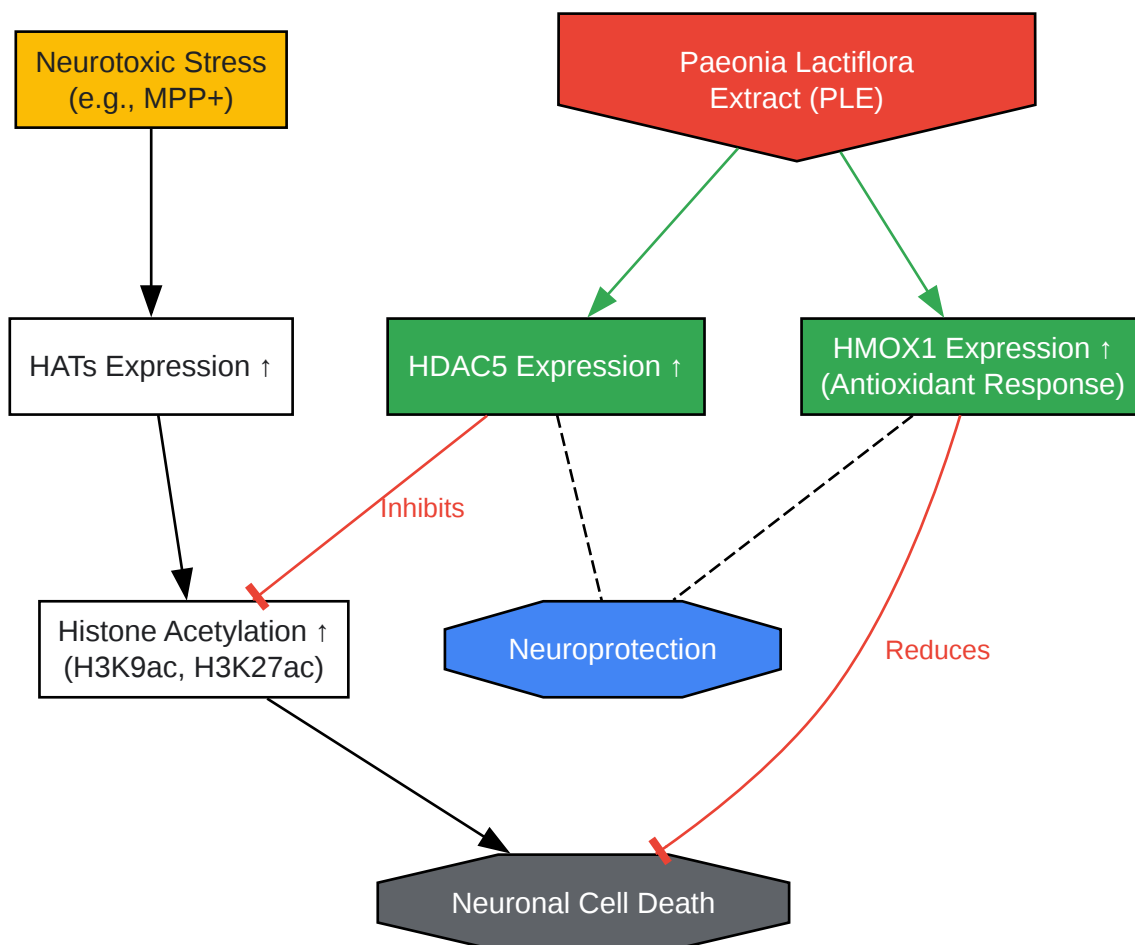 Neurotoxic Stress
(e.g., MPP+)
Paeonia Lactiflora
Extract (PLE)
HATs Expression ↑
HDAC5 Expression ↑
HMOX1 Expression ↑
(Antioxidant Response)
Inhibits
Histone Acetylation ↑
(H3K9ac, H3K27ac)
Neuroprotection
Reduces
Neuronal Cell Death